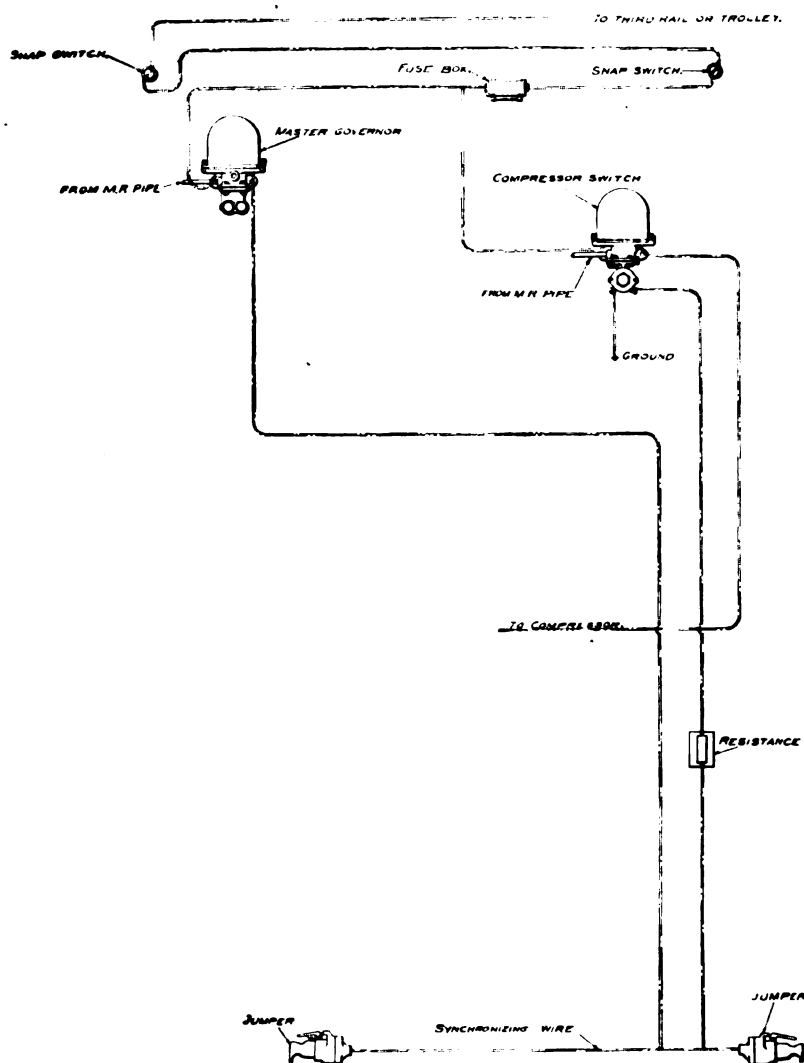 TO THIRD RAIL OR TROLLEY.
SNAP SWITCH
FUSE BOX.
SNAP SWITCH
MASTER GOVERNOR
FROM M.R PIPE
COMPRESSOR SWITCH
FROM M.R PIPE
GROUND
TO COMPRESSOR.
RESISTANCE
JUMPER
JUMPER
SYNCHRONIZING WIRE